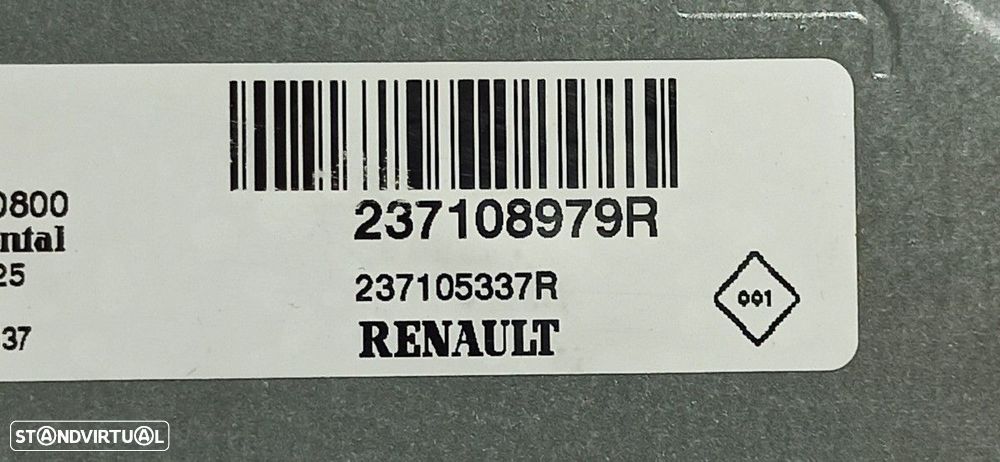 237108979R
0800
ntal
25
237105337R
001
37
RENAULT
STANDVIRTUAL